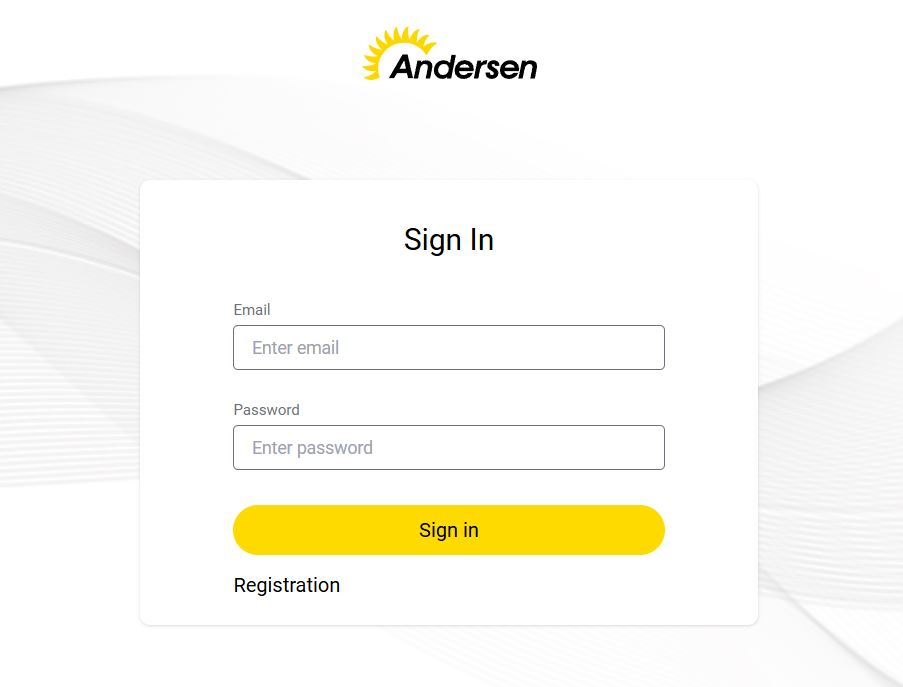 Andersen
Sign In
Email
Enter email
Password
Enter password
Sign in
Registration